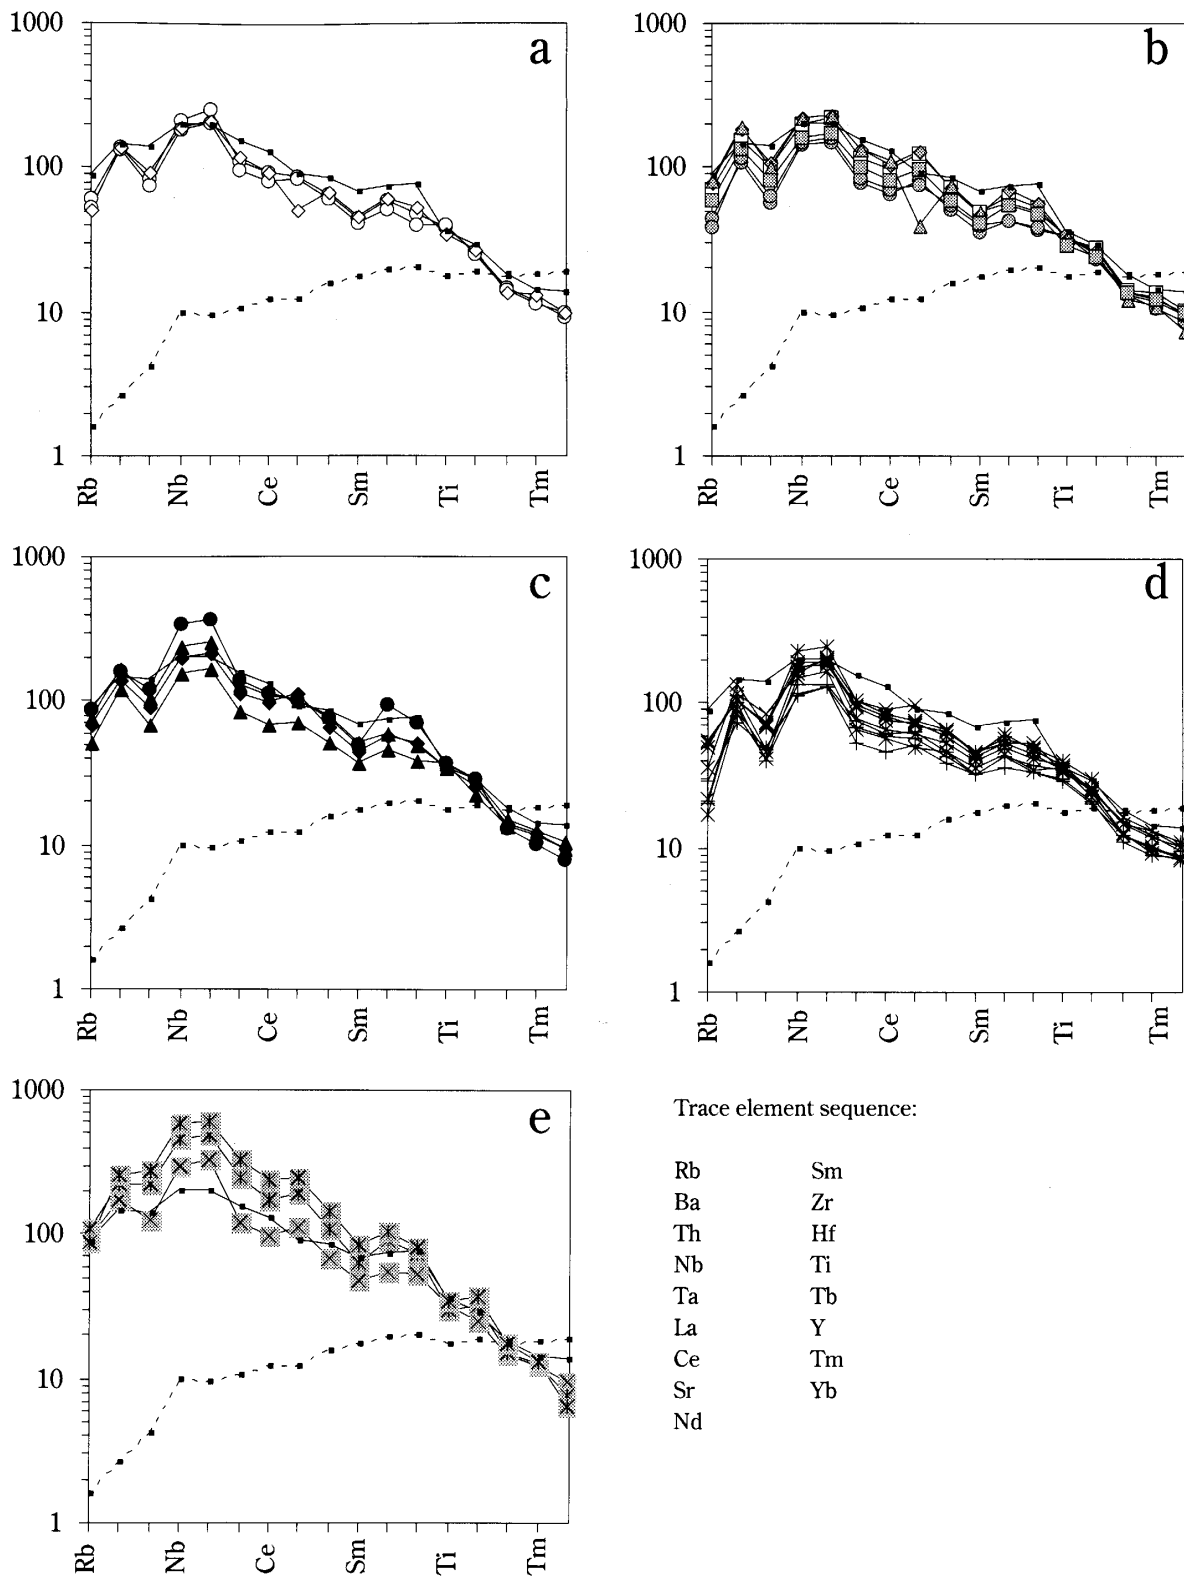 1000
100
10
1
a
Rb
Nb
Ce
Sm
Ti
Tm
1000
100
10
1
b
Rb
Nb
Ce
Sm
Ti
Tm
1000
100
10
1
c
Rb
Nb
Ce
Sm
Ti
Tm
1000
100
10
1
d
Rb
Nb
Ce
Sm
Ti
Tm
1000
100
10
1
e
Rb
Nb
Ce
Sm
Ti
Tm
Trace element sequence:
Rb Sm
Ba Zr
Th Hf
Nb Ti
Ta Tb
La Y
Ce Tm
Sr Yb
Nd